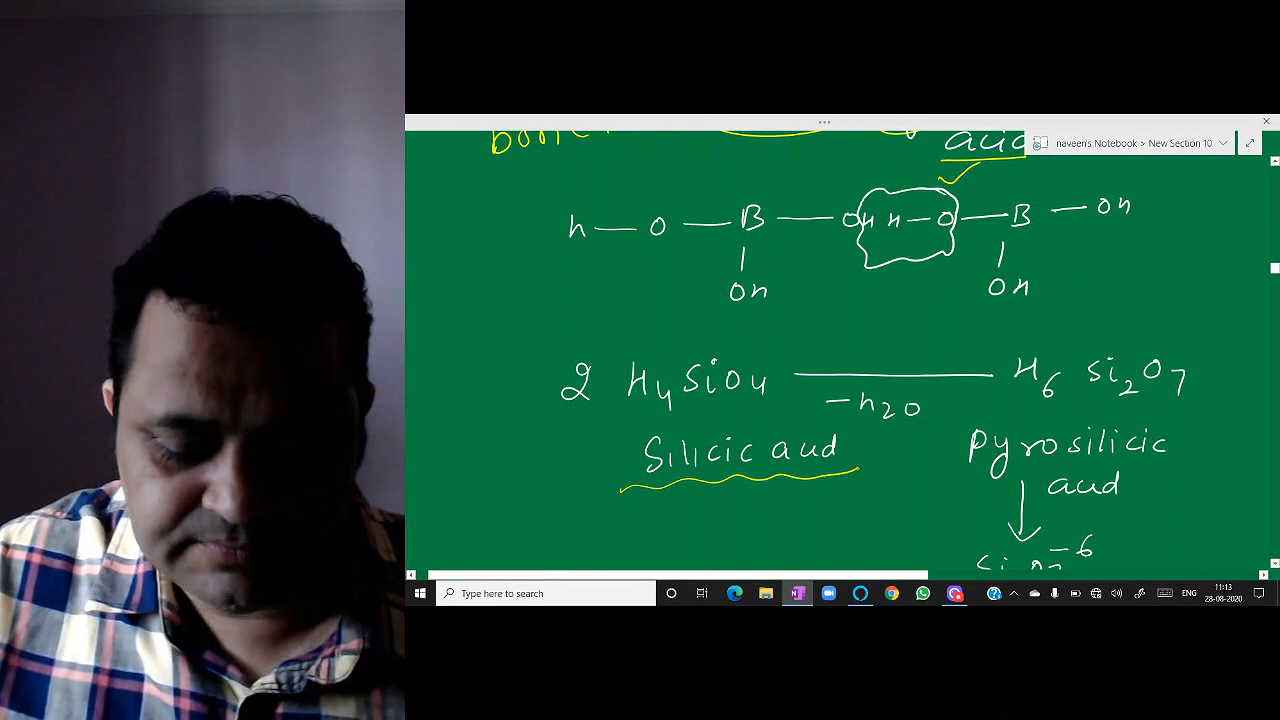 acid
naveen's Notebook > New Section 10
h — O — B — OH H — O — B — OH
OH OH
2 H4SiO4 — H6 Si2O7
-H2O
Silicic acid Pyrosilicic
acid
-6
Type here to search
ENG
11:13
28-08-2020